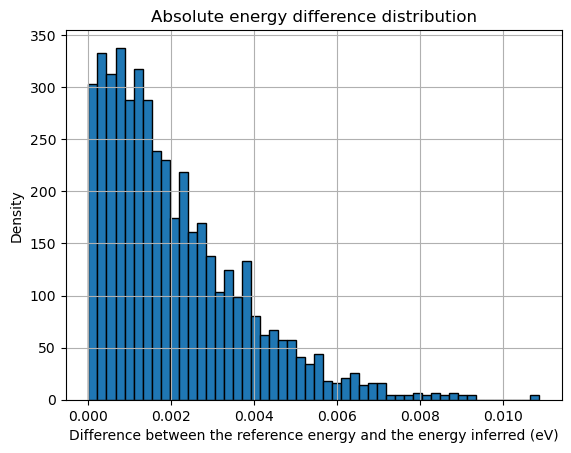 Absolute energy difference distribution
Density
350
300
250
200
150
100
50
0
0.000 0.002 0.004 0.006 0.008 0.010
Difference between the reference energy and the energy inferred (eV)